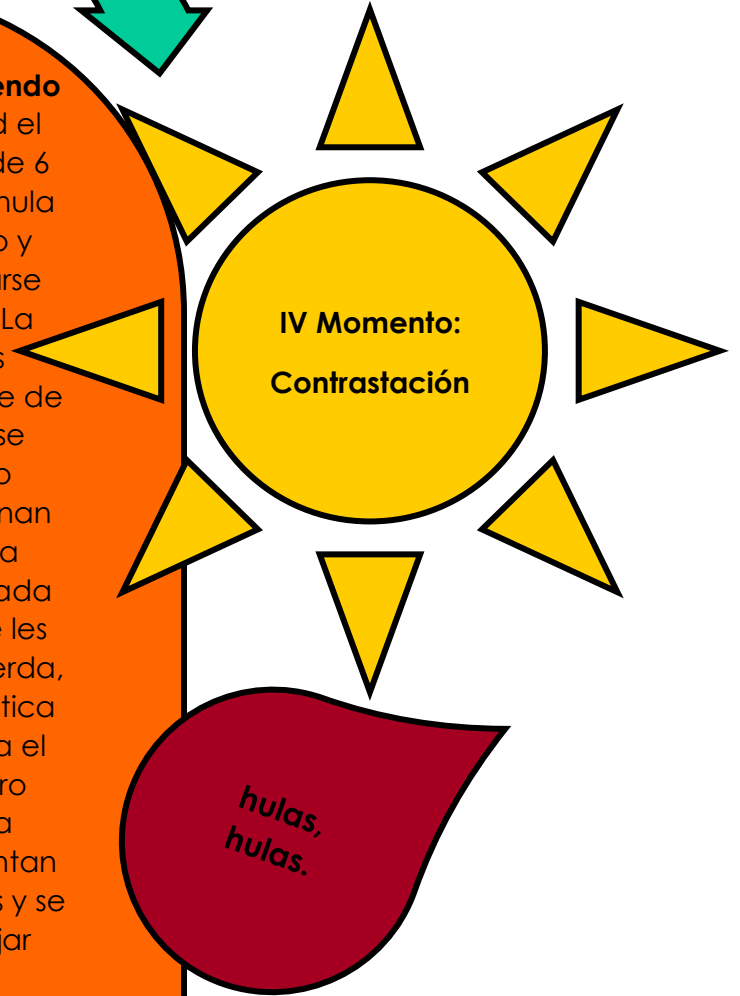 endo
d el
de 6
nula
o y
rse
La
s
e de
se
o
nan
a
ada
e les
erda,
tica
a el
ro
a
ntan
s y se
jar
IV Momento:
Contrastación
hulas,
hulas.